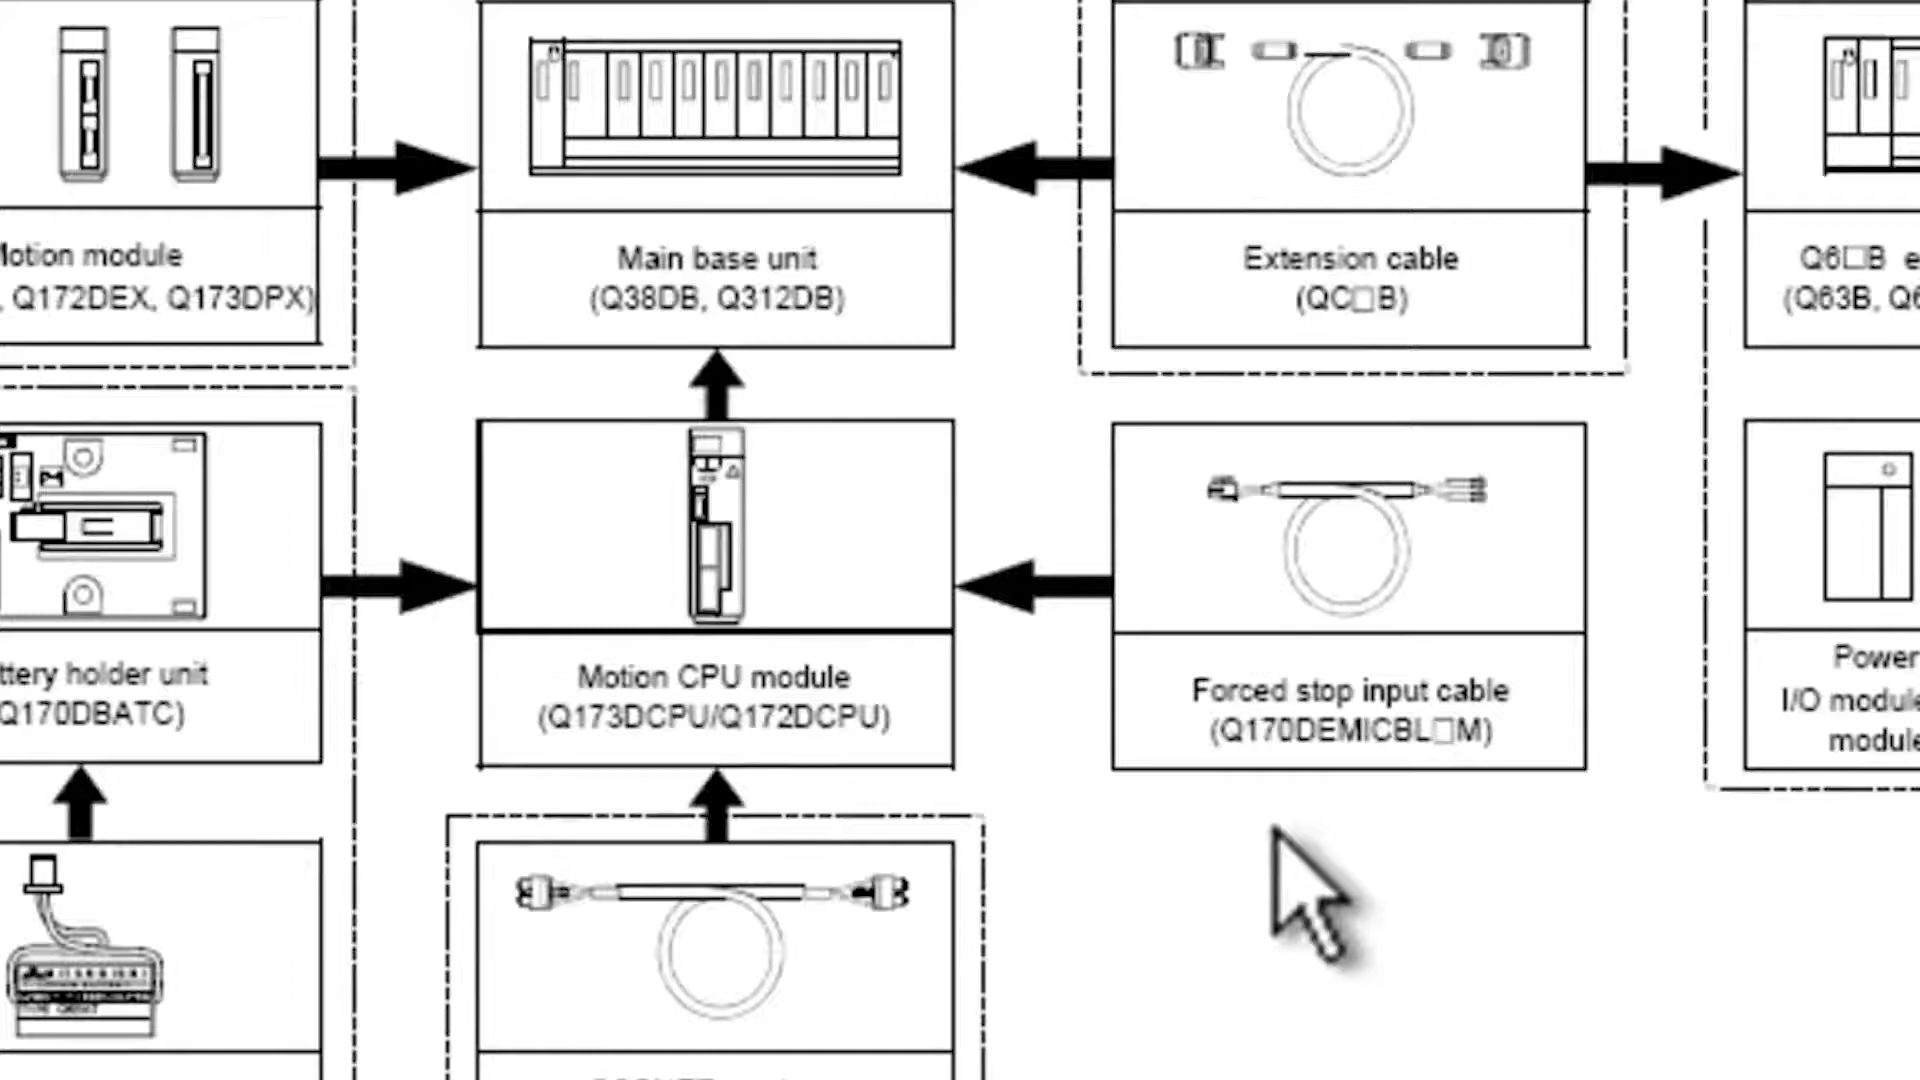 Motion module
, Q172DEX, Q173DPX)
Main base unit
(Q38DB, Q312DB)
Extension cable
(QC□B)
Q6□B e
(Q63B, Q6
ttery holder unit
Q170DBATC)
Motion CPU module
(Q173DCPU/Q172DCPU)
Forced stop input cable
(Q170DEMICBL□M)
Power
I/O module
module